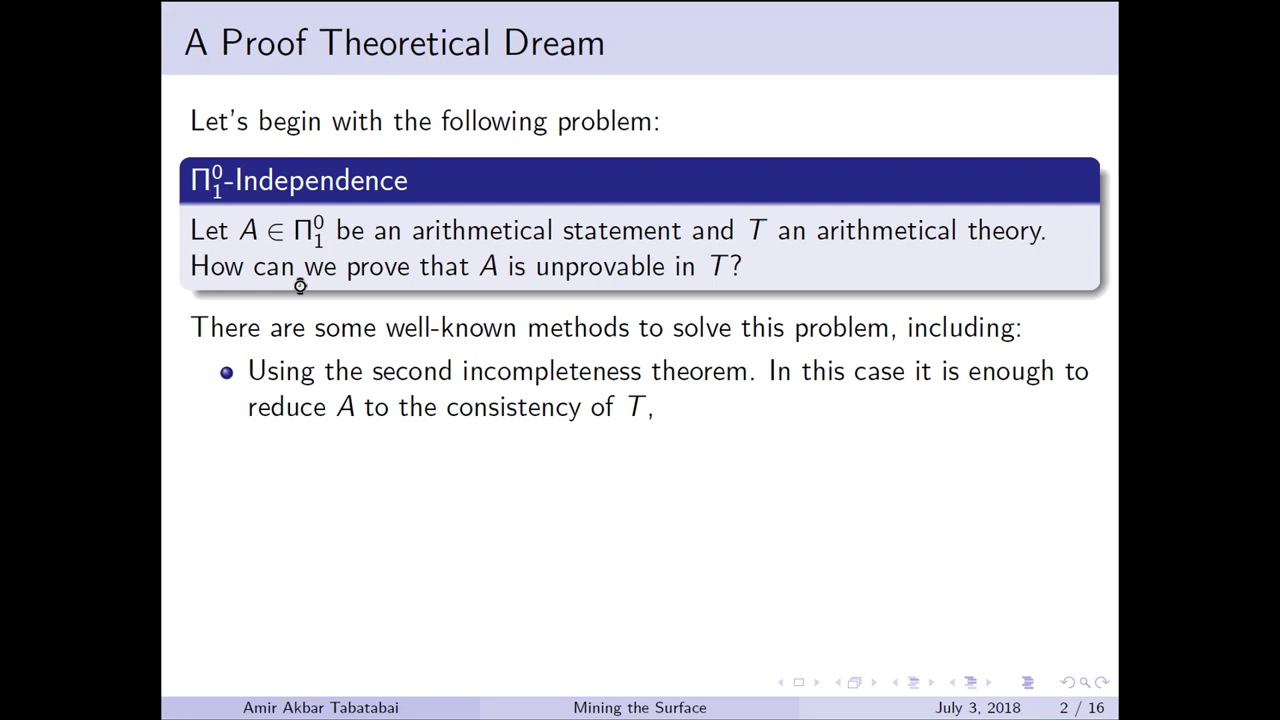 A Proof Theoretical Dream
Let's begin with the following problem:
Π⁰₁-Independence
Let A ∈ Π⁰₁ be an arithmetical statement and T an arithmetical theory.
How can we prove that A is unprovable in T?
There are some well-known methods to solve this problem, including:
Using the second incompleteness theorem. In this case it is enough to
reduce A to the consistency of T,
Amir Akbar Tabatabai Mining the Surface July 3, 2018 2 / 16